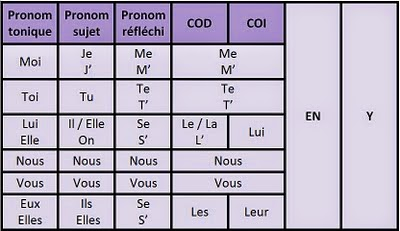 Pronom tonique Pronom sujet Pronom réfléchi COD COI
Moi Je J’ Me M’ Me M’ EN Y
Toi Tu Te T’ Te T’
Lui Elle Il / Elle On Se S’ Le / La L’ Lui
Nous Nous Nous Nous
Vous Vous Vous Vous
Eux Elles Ils Elles Se S’ Les Leur